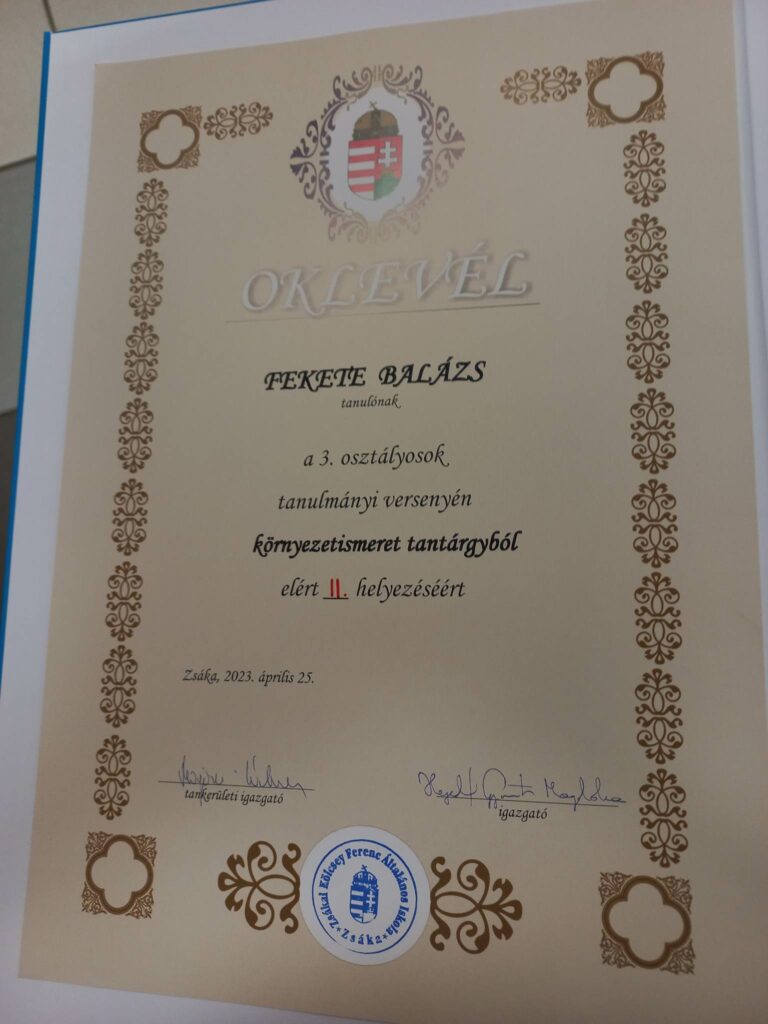 OKLEVÉL
FEKETE BALÁZS
tanulónak
a 3. osztályosok
tanulmányi versenyén
környezetismeret tantárgyból
elért II. helyezéséért
Zsáka, 2023. április 25.
tankerületi igazgató
igazgató
Zsákai Kölcsey Ferenc Általános Iskola
* Zsáka *